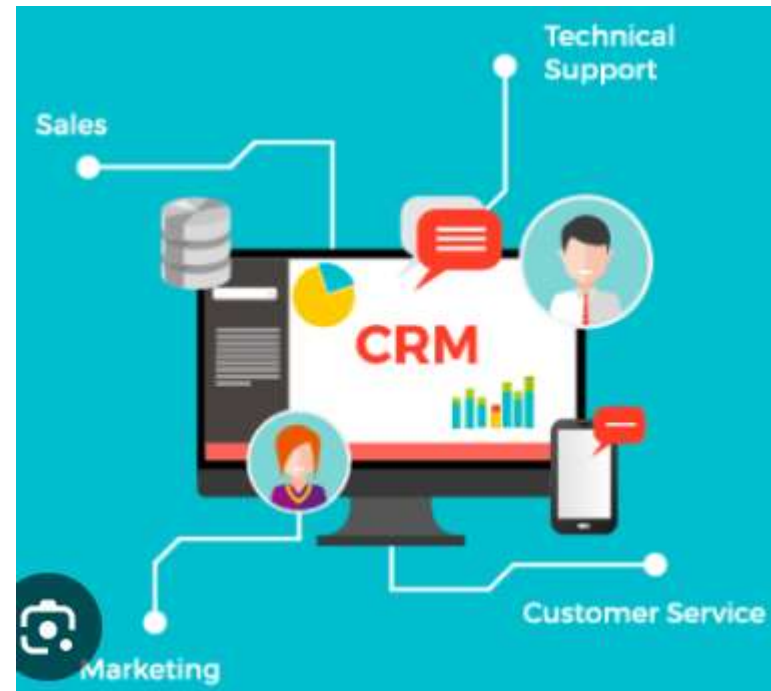 Technical
Support
Sales
CRM
Customer Service
Marketing